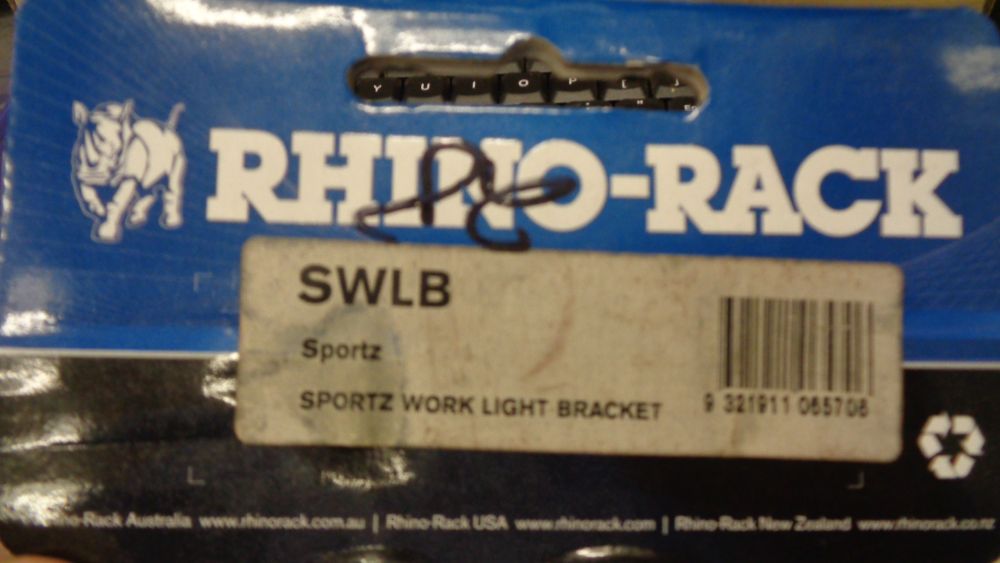 Y U I O P [ ]
RHINO-RACK
SWLB
Sportz
SPORTZ WORK LIGHT BRACKET
9 321911 065706
Rhino-Rack Australia www.rhinorack.com.au | Rhino-Rack USA www.rhinorack.com | Rhino-Rack New Zealand www.rhinorack.co.nz